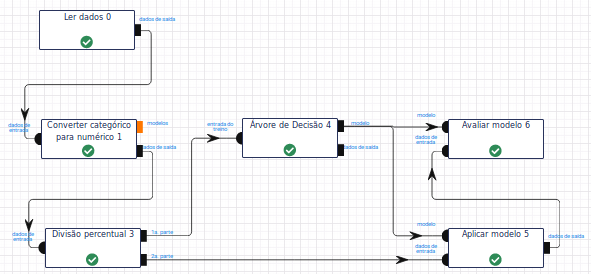 Ler dados 0
dados de saída
dados de
entrada
Converter categórico
para numérico 1
modelos
dados de saída
entrada do
treino
Árvore de Decisão 4
modelo
dados de saída
modelo
dados de
entrada
Avaliar modelo 6
dados de
entrada
Divisão percentual 3
1a. parte
2a. parte
modelo
dados de
entrada
Aplicar modelo 5
dados de saída